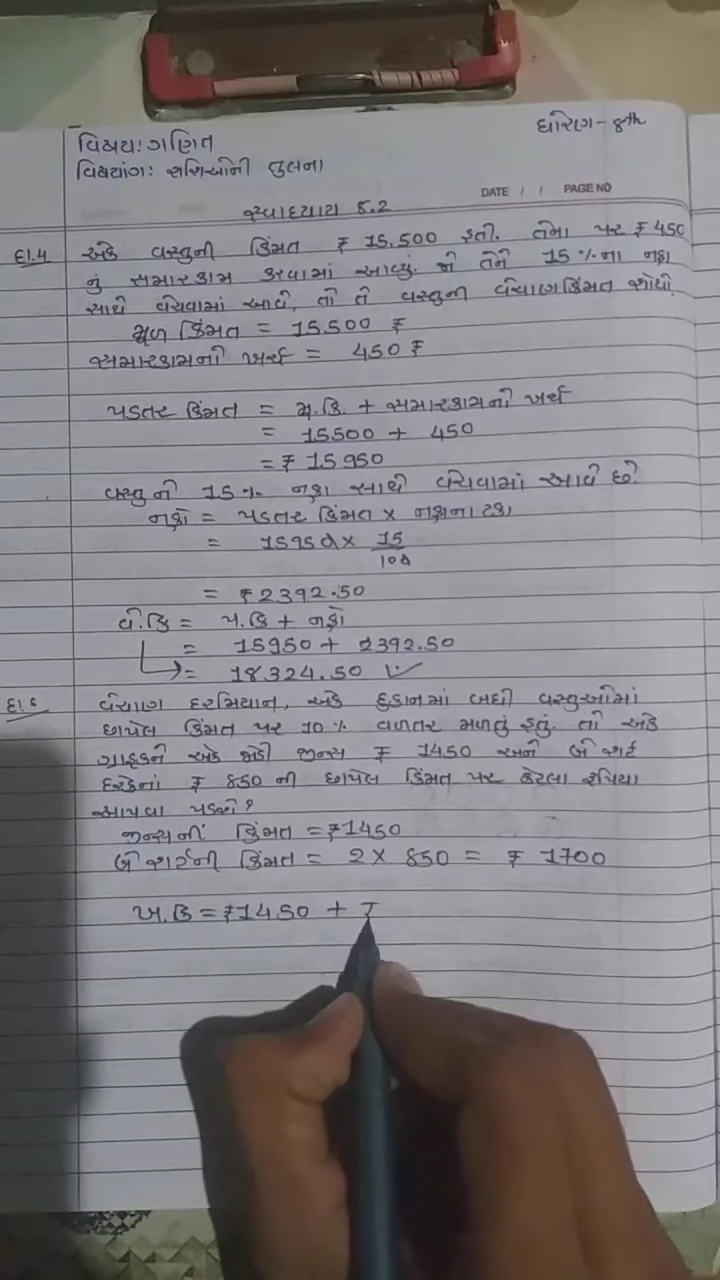 ધોરણ-8th
વિષય: ગણિત
વિષયાંગ: રાશિઓની તુલના
DATE / / PAGE NO
સ્વાધ્યાય 8.2
દા.4 એક વસ્તુની કિંમત ₹ 15,500 હતી. તેના પર ₹ 450
નું સમારકામ કરવામાં આવ્યું. જો તેને 15 % ના નફા
સાથે વેચવામાં આવે, તો તે વસ્તુની વેચાણકિંમત શોધો.
મૂળ કિંમત = 15,500 ₹
સમારકામનો ખર્ચ = 450 ₹
પડતર કિંમત = મૂ.કિ. + સમારકામનો ખર્ચ
= 15,500 + 450
= ₹ 15950
વસ્તુ ને 15 % નફા સાથે વેચવામાં આવે છે.
નફો = પડતર કિંમત × નફાના ટકા
= 15950 × 15/100
= ₹2392.50
વે.કિ = પ.કિ + નફો
= 15950 + 2392.50
= 18324.50
દા.6 વેચાણ દરમિયાન, એક દુકાનમાં બધી વસ્તુઓમાં
છાપેલ કિંમત પર 10 % વળતર મળતું હતું. તો એક
ગ્રાહકને એક જોડી જીન્સ ₹ 1450 અને બે શર્ટ
દરેકનાં ₹ 850 ની છાપેલ કિંમત પર કેટલા રૂપિયા
આપવા પડશે?
જીન્સની કિંમત = ₹1450
બે શર્ટની કિંમત = 2 × 850 = ₹ 1700
ખ.કિ = ₹1450 +